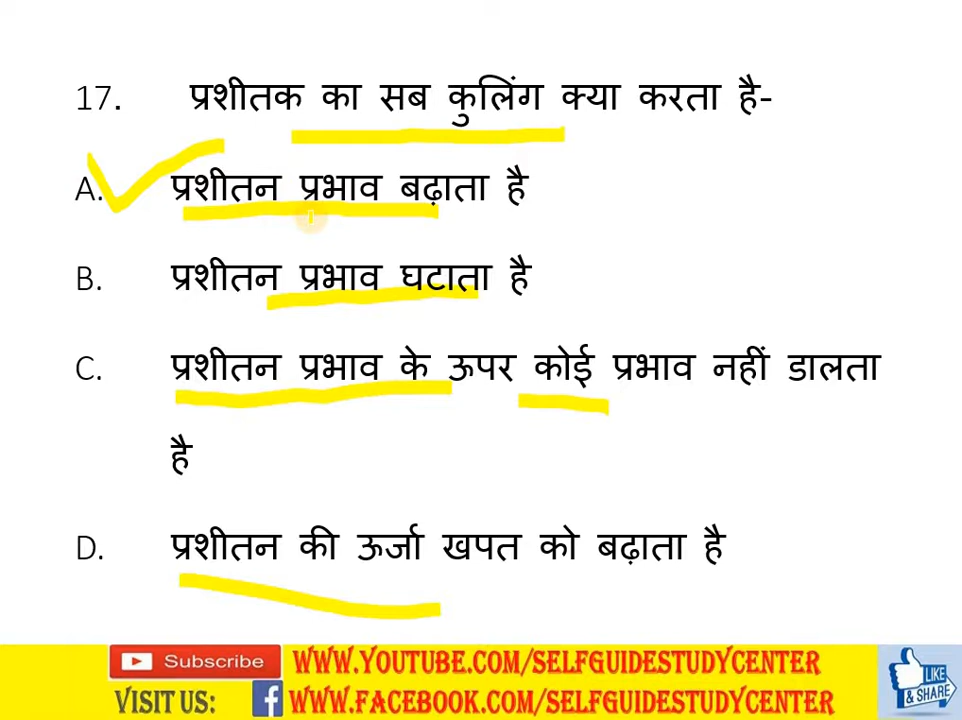 17. प्रशीतक का सब कुलिंग क्या करता है-
A. प्रशीतन प्रभाव बढ़ाता है
B. प्रशीतन प्रभाव घटाता है
C. प्रशीतन प्रभाव के ऊपर कोई प्रभाव नहीं डालता
है
D. प्रशीतन की ऊर्जा खपत को बढ़ाता है
Subscribe WWW.YOUTUBE.COM/SELFGUIDESTUDYCENTER
VISIT US: f WWW.FACEBOOK.COM/SELFGUIDESTUDYCENTER
LIKE
& SHARE